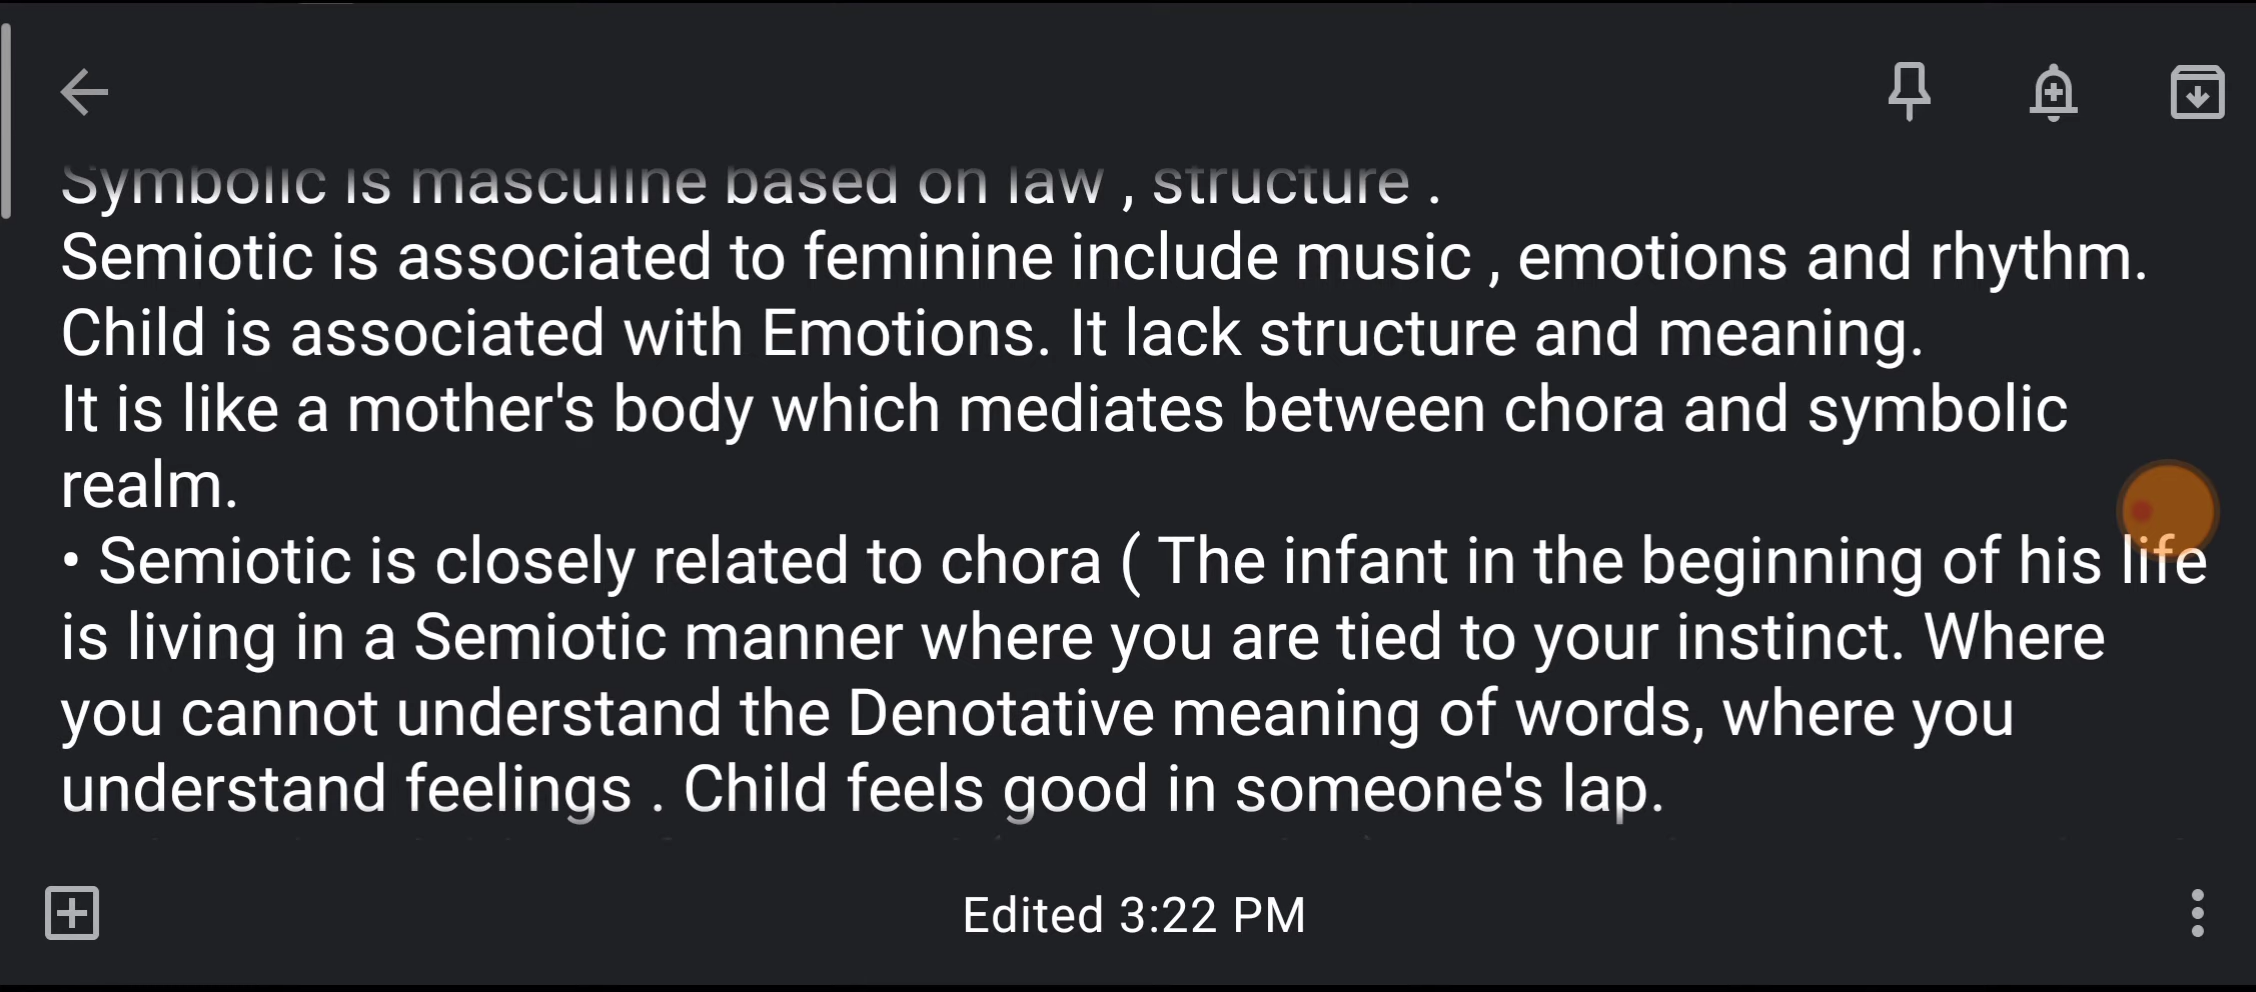 Symbolic is masculine based on law , structure .
Semiotic is associated to feminine include music , emotions and rhythm.
Child is associated with Emotions. It lack structure and meaning.
It is like a mother's body which mediates between chora and symbolic
realm.
• Semiotic is closely related to chora ( The infant in the beginning of his life
is living in a Semiotic manner where you are tied to your instinct. Where
you cannot understand the Denotative meaning of words, where you
understand feelings . Child feels good in someone's lap.
Edited 3:22 PM